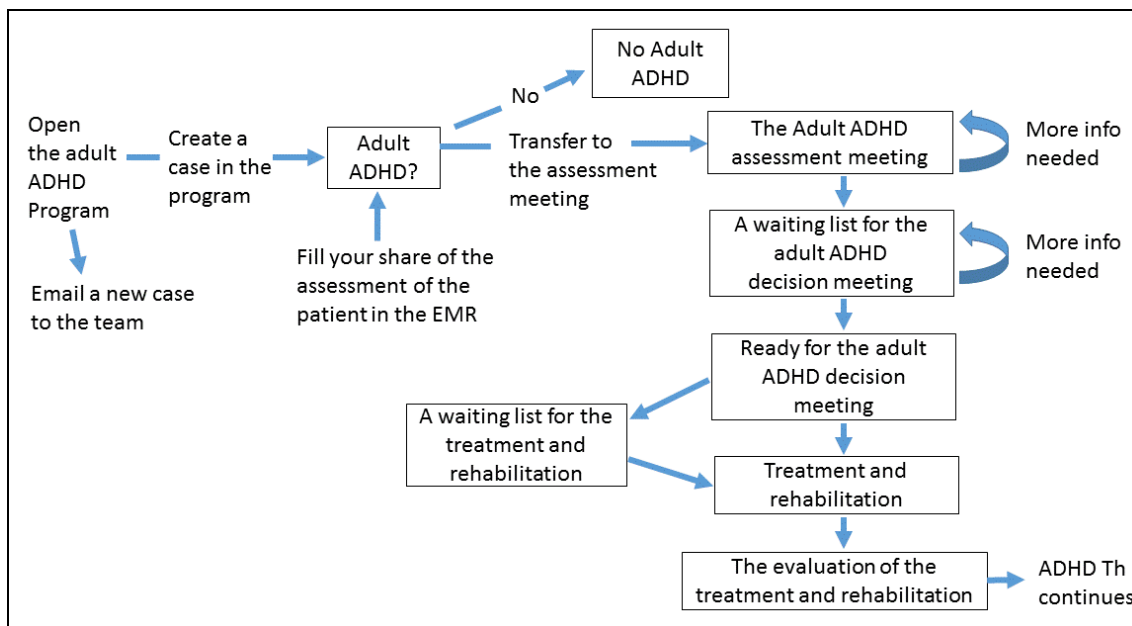 No Adult
ADHD
No
Open
the adult
ADHD
Program
Create a
case in the
program
Adult
ADHD?
Transfer to
the assessment
meeting
The Adult ADHD
assessment meeting
More info
needed
Email a new case
to the team
Fill your share of the
assessment of the
patient in the EMR
A waiting list for the
adult ADHD
decision meeting
More info
needed
Ready for the adult
ADHD decision
meeting
A waiting list for the
treatment and
rehabilitation
Treatment and
rehabilitation
The evaluation of the
treatment and rehabilitation
ADHD Th
continues